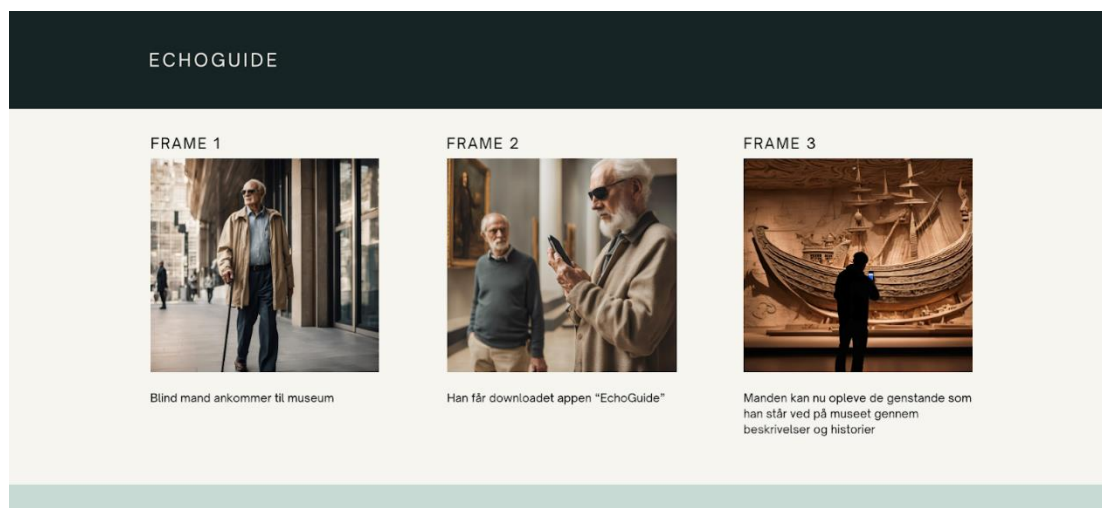 ECHOGUIDE
FRAME 1
Blind mand ankommer til museum
FRAME 2
Han får downloadet appen “EchoGuide”
FRAME 3
Manden kan nu opleve de genstande som
han står ved på museet gennem
beskrivelser og historier